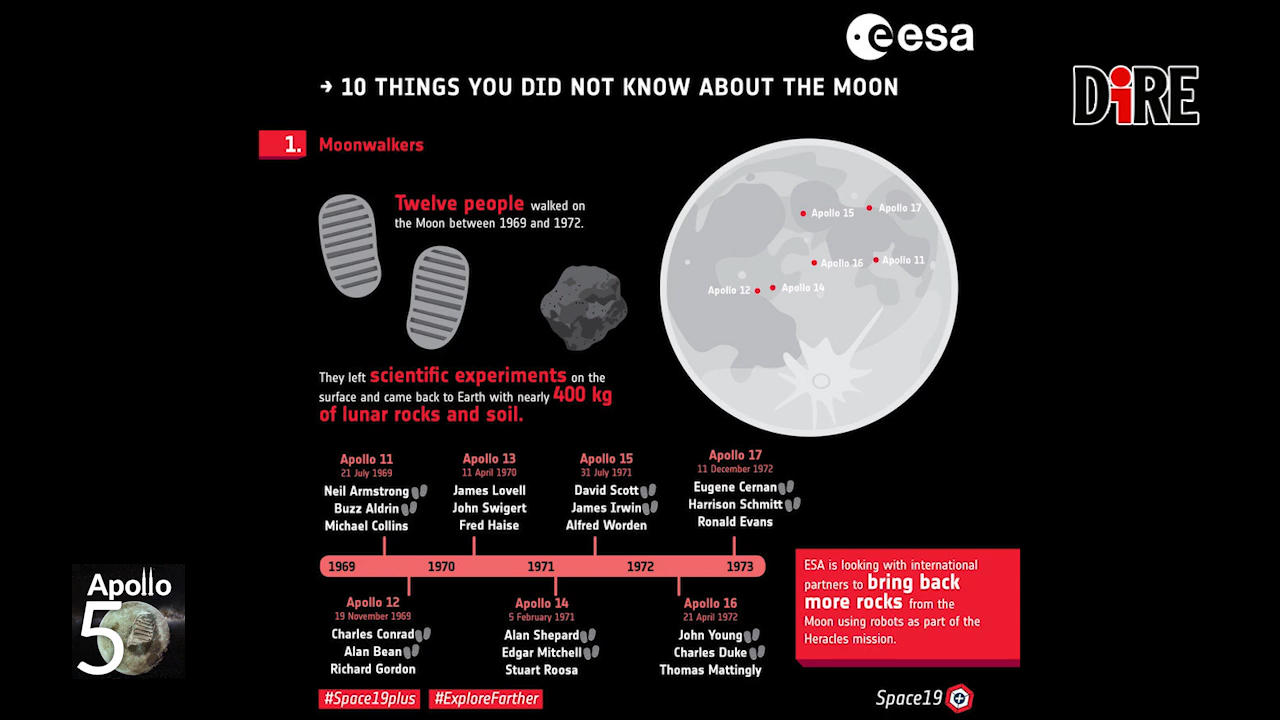 esa
DiRE
→ 10 THINGS YOU DID NOT KNOW ABOUT THE MOON
1. Moonwalkers
Twelve people walked on
the Moon between 1969 and 1972.
Apollo 15
Apollo 17
Apollo 16
Apollo 11
Apollo 12
Apollo 14
They left scientific experiments on the
surface and came back to Earth with nearly 400 kg
of lunar rocks and soil.
Apollo 11
21 July 1969
Neil Armstrong
Buzz Aldrin
Michael Collins
Apollo 13
11 April 1970
James Lovell
John Swigert
Fred Haise
Apollo 15
31 July 1971
David Scott
James Irwin
Alfred Worden
Apollo 17
11 December 1972
Eugene Cernan
Harrison Schmitt
Ronald Evans
1969 1970 1971 1972 1973
Apollo 12
19 November 1969
Charles Conrad
Alan Bean
Richard Gordon
Apollo 14
5 February 1971
Alan Shepard
Edgar Mitchell
Stuart Roosa
Apollo 16
21 April 1972
John Young
Charles Duke
Thomas Mattingly
ESA is looking with international
partners to bring back
more rocks from the
Moon using robots as part of the
Heracles mission.
Apollo
50
#Space19plus #ExploreFarther
Space19